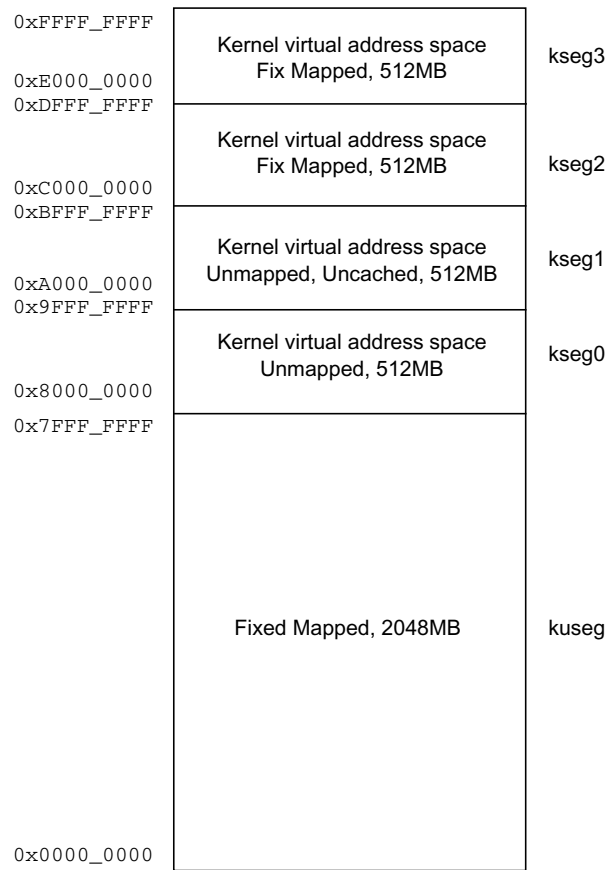 0xFFFF_FFFF
Kernel virtual address space
Fix Mapped, 512MB
kseg3
0xE000_0000
0xDFFF_FFFF
Kernel virtual address space
Fix Mapped, 512MB
kseg2
0xC000_0000
0xBFFF_FFFF
Kernel virtual address space
Unmapped, Uncached, 512MB
kseg1
0xA000_0000
0x9FFF_FFFF
Kernel virtual address space
Unmapped, 512MB
kseg0
0x8000_0000
0x7FFF_FFFF
Fixed Mapped, 2048MB
kuseg
0x0000_0000